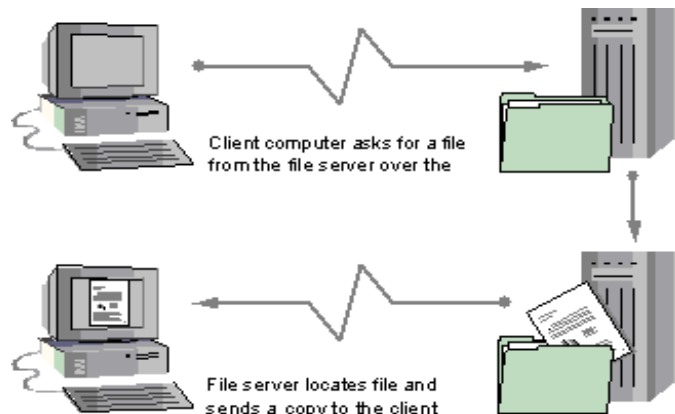 Client computer asks for a file
from the file server over the
File server locates file and
sends a copy to the client